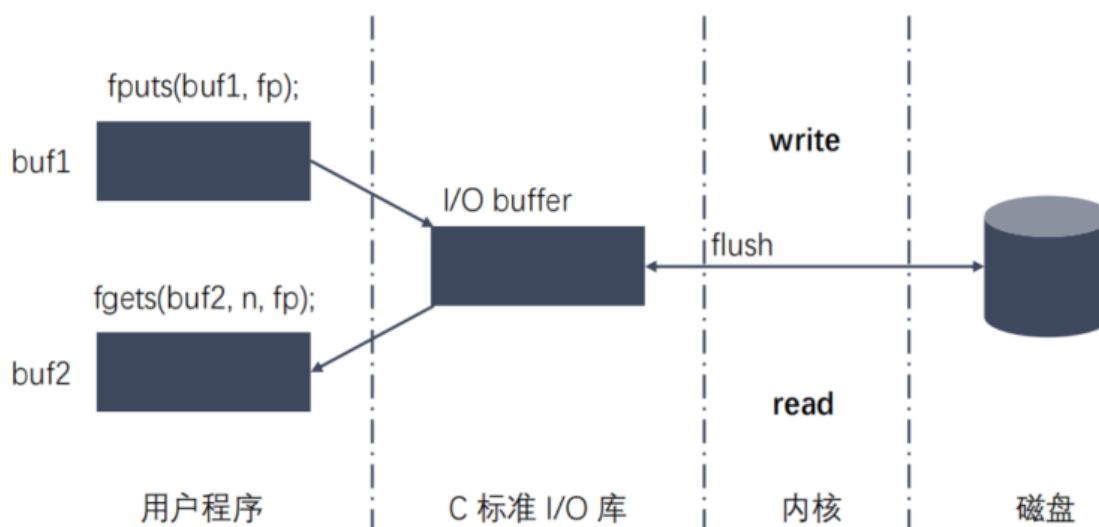 fputs(buf1, fp);
buf1
write
I/O buffer
flush
fgets(buf2, n, fp);
buf2
read
用户程序
C 标准 I/O 库
内核
磁盘